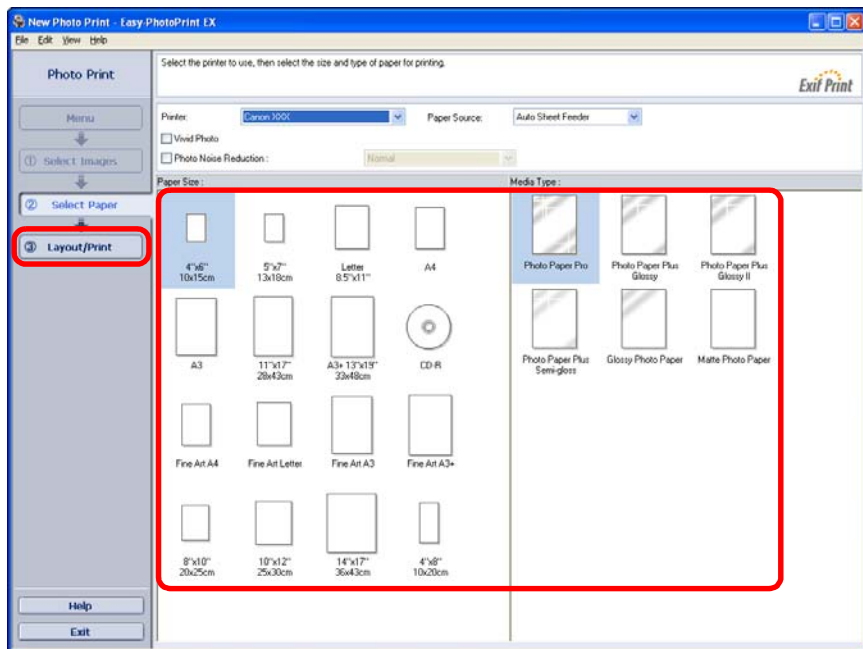 New Photo Print - Easy-PhotoPrint EX
File Edit View Help
Photo Print
Select the printer to use, then select the size and type of paper for printing.
Exif Print
Menu
① Select Images
② Select Paper
③ Layout/Print
Help
Exit
Printer: Canon XXX Paper Source: Auto Sheet Feeder
Vivid Photo
Photo Noise Reduction : Normal
Paper Size :
4"x6" 5"x7" Letter A4
10x15cm 13x18cm 8.5"x11"
A3 11"x17" A3+ 13"x19" CD-R
28x43cm 33x48cm
Fine Art A4 Fine Art Letter Fine Art A3 Fine Art A3+
8"x10" 10"x12" 14"x17" 4"x8"
20x25cm 25x30cm 36x43cm 10x20cm
Media Type :
Photo Paper Pro Photo Paper Plus Photo Paper Plus
Glossy Glossy II
Photo Paper Plus Glossy Photo Paper Matte Photo Paper
Semi-gloss